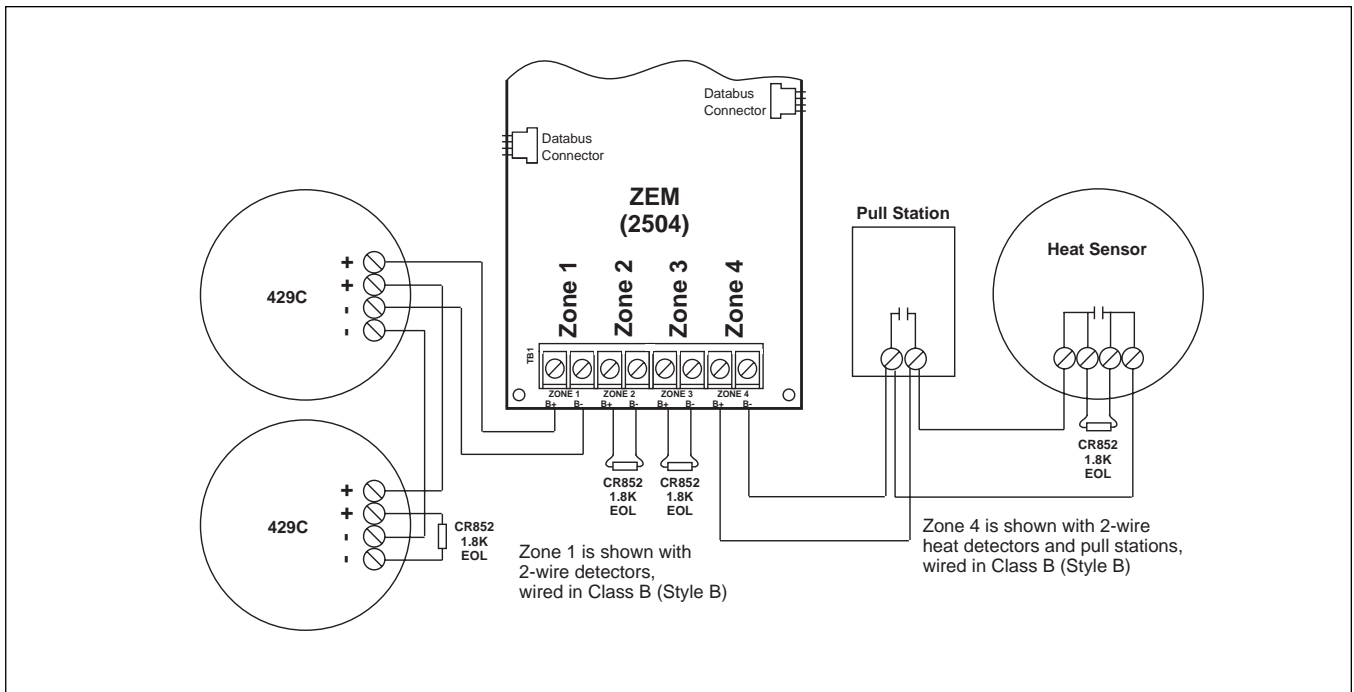 Databus
Connector
Databus
Connector
ZEM
(2504)
Zone 1
Zone 2
Zone 3
Zone 4
TB1
ZONE 1
ZONE 2
ZONE 3
ZONE 4
B+
B-
B+
B-
B+
B-
B+
B-
429C
+
+
-
-
429C
+
+
-
-
CR852
1.8K
EOL
CR852
1.8K
EOL
CR852
1.8K
EOL
Zone 1 is shown with
2-wire detectors,
wired in Class B (Style B)
Pull Station
Heat Sensor
CR852
1.8K
EOL
Zone 4 is shown with 2-wire
heat detectors and pull stations,
wired in Class B (Style B)